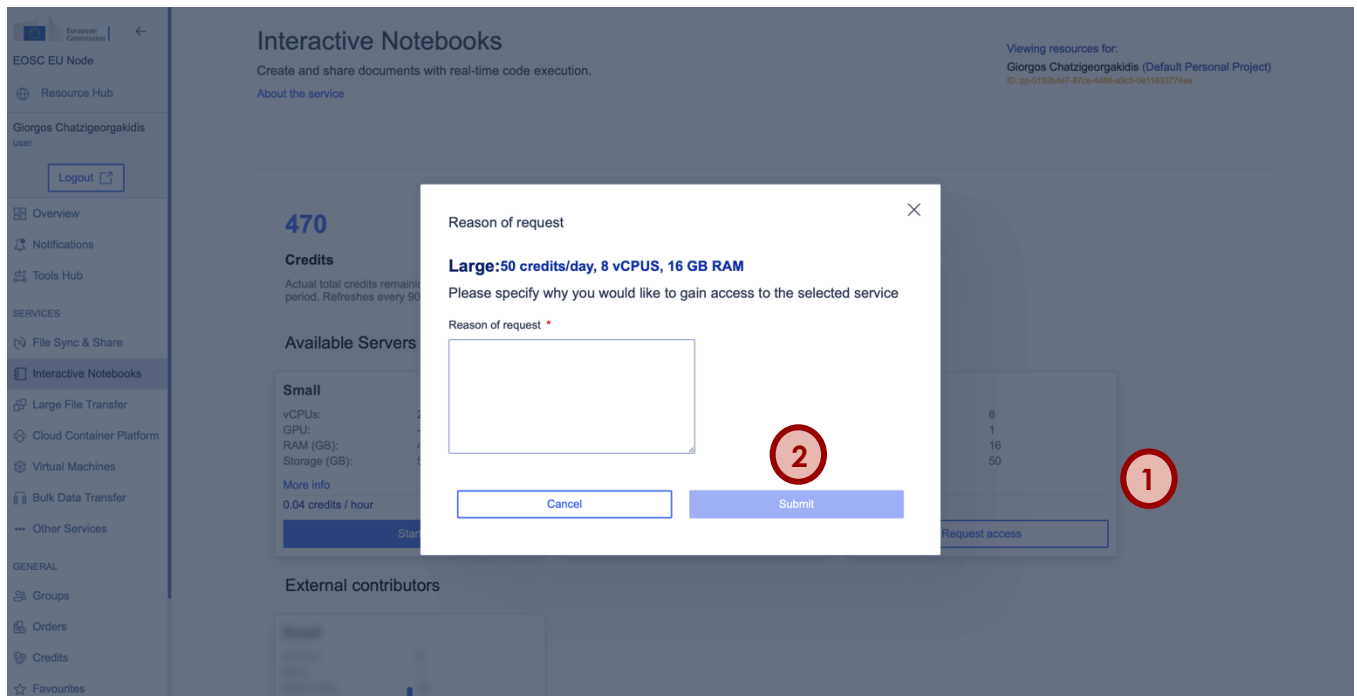 European
Commission
EOSC EU Node
Resource Hub
Giorgos Chatzigeorgakidis
user
Logout
Overview
Notifications
Tools Hub
SERVICES
File Sync & Share
Interactive Notebooks
Large File Transfer
Cloud Container Platform
Virtual Machines
Bulk Data Transfer
Other Services
GENERAL
Groups
Orders
Credits
Favourites
Interactive Notebooks
Create and share documents with real-time code execution.
About the service
Viewing resources for:
Giorgos Chatzigeorgakidis (Default Personal Project)
470
Credits
Actual total credits remainin
period. Refreshes every 90
Available Servers
Small
vCPUs:
GPU:
RAM (GB):
Storage (GB):
More info
0.04 credits / hour
Star
8
1
16
50
Request access
1
External contributors
Reason of request
Large:50 credits/day, 8 vCPUS, 16 GB RAM
Please specify why you would like to gain access to the selected service
Reason of request *
2
Cancel
Submit